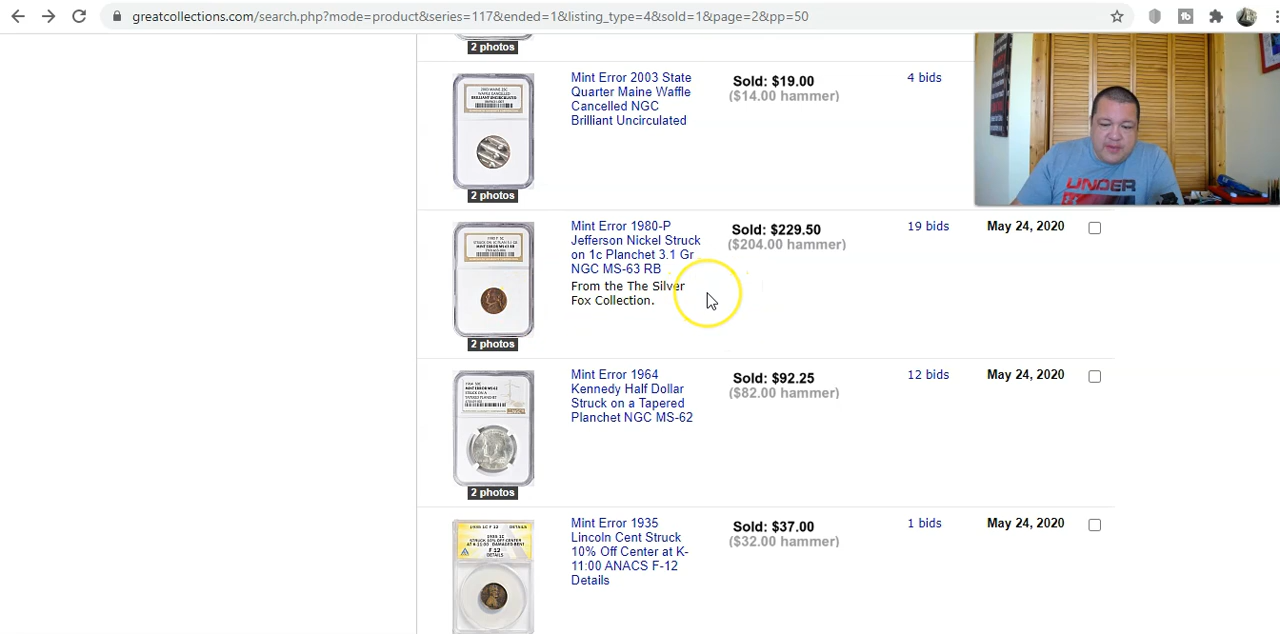 greatcollections.com/search.php?mode=product&series=117&ended=1&listing_type=4&sold=1&page=2&pp=50
2 photos
Mint Error 2003 State
Quarter Maine Waffle
Cancelled NGC
Brilliant Uncirculated
Sold: $19.00
($14.00 hammer)
4 bids
UNDER
2 photos
Mint Error 1980-P
Jefferson Nickel Struck
on 1c Planchet 3.1 Gr
NGC MS-63 RB
From the The Silver
Fox Collection.
Sold: $229.50
($204.00 hammer)
19 bids
May 24, 2020
2 photos
Mint Error 1964
Kennedy Half Dollar
Struck on a Tapered
Planchet NGC MS-62
Sold: $92.25
($82.00 hammer)
12 bids
May 24, 2020
2 photos
Mint Error 1935
Lincoln Cent Struck
10% Off Center at K-
11:00 ANACS F-12
Details
Sold: $37.00
($32.00 hammer)
1 bids
May 24, 2020